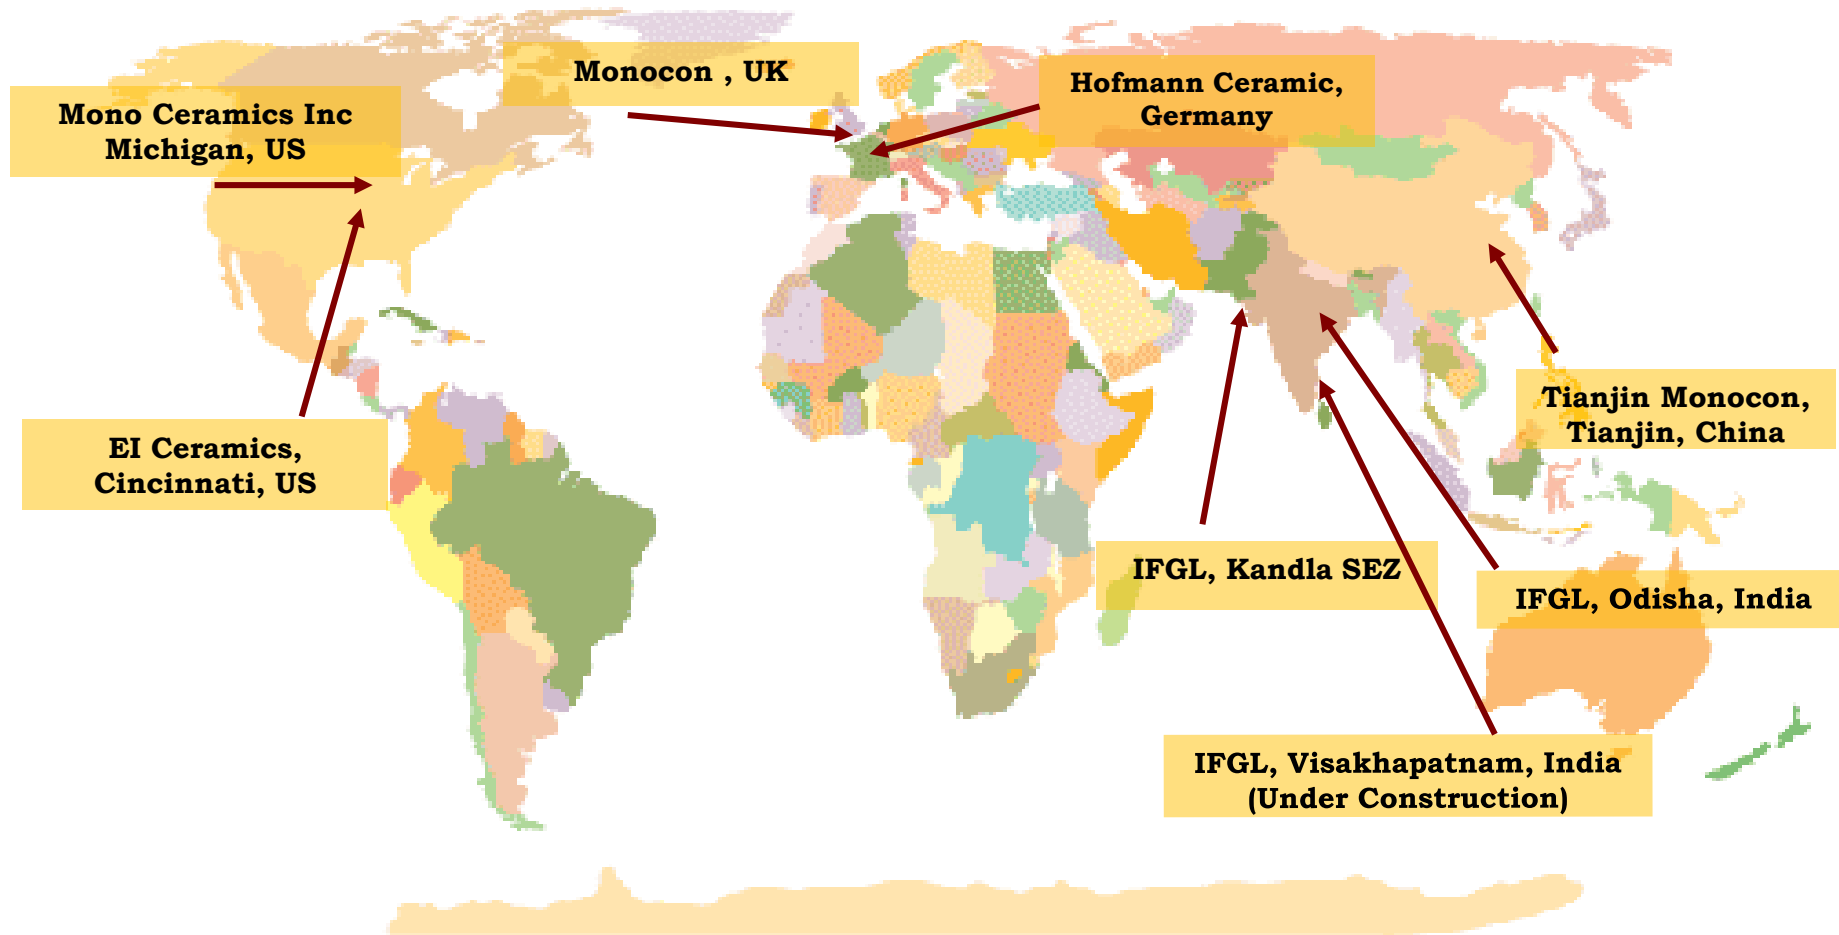 Monocon , UK
Hofmann Ceramic,
Germany
Mono Ceramics Inc
Michigan, US
EI Ceramics,
Cincinnati, US
Tianjin Monocon,
Tianjin, China
IFGL, Kandla SEZ
IFGL, Odisha, India
IFGL, Visakhapatnam, India
(Under Construction)